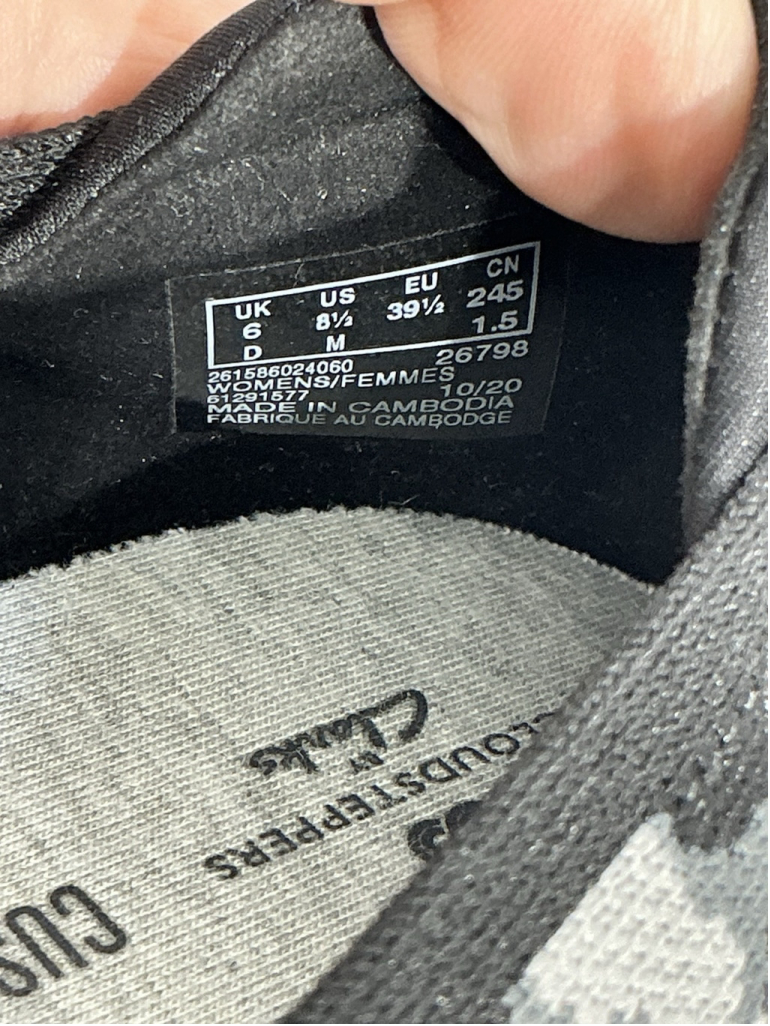 UK US EU CN
6 8½ 39½ 245
D M 1.5
261586024060 26798
WOMENS/FEMMES
61291577 10/20
MADE IN CAMBODIA
FABRIQUE AU CAMBODGE
Clarks
BY
CLOUDSTEPPERS